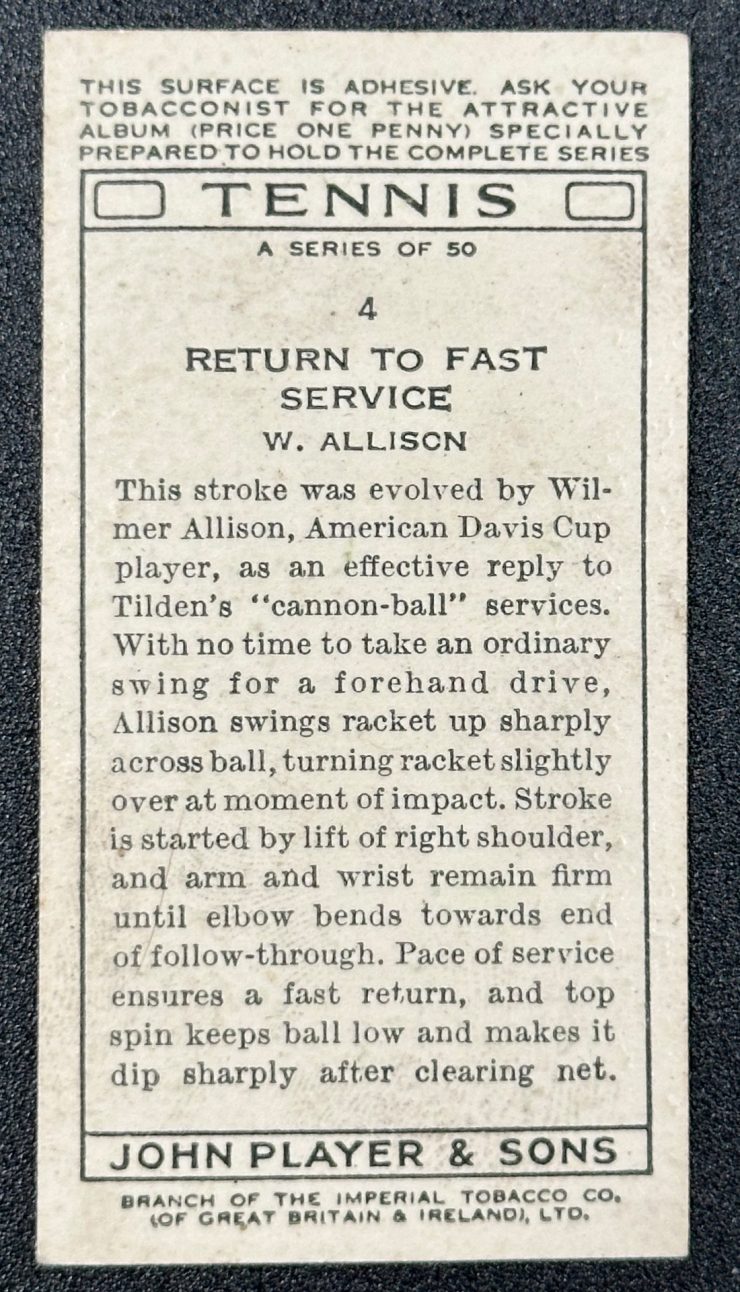 THIS SURFACE IS ADHESIVE. ASK YOUR
TOBACCONIST FOR THE ATTRACTIVE
ALBUM (PRICE ONE PENNY) SPECIALLY
PREPARED TO HOLD THE COMPLETE SERIES
TENNIS
A SERIES OF 50
4
RETURN TO FAST
SERVICE
W. ALLISON
This stroke was evolved by Wil-
mer Allison, American Davis Cup
player, as an effective reply to
Tilden's "cannon-ball" services.
With no time to take an ordinary
swing for a forehand drive,
Allison swings racket up sharply
across ball, turning racket slightly
over at moment of impact. Stroke
is started by lift of right shoulder,
and arm and wrist remain firm
until elbow bends towards end
of follow-through. Pace of service
ensures a fast return, and top
spin keeps ball low and makes it
dip sharply after clearing net.
JOHN PLAYER & SONS
BRANCH OF THE IMPERIAL TOBACCO CO.
(OF GREAT BRITAIN & IRELAND), LTD.